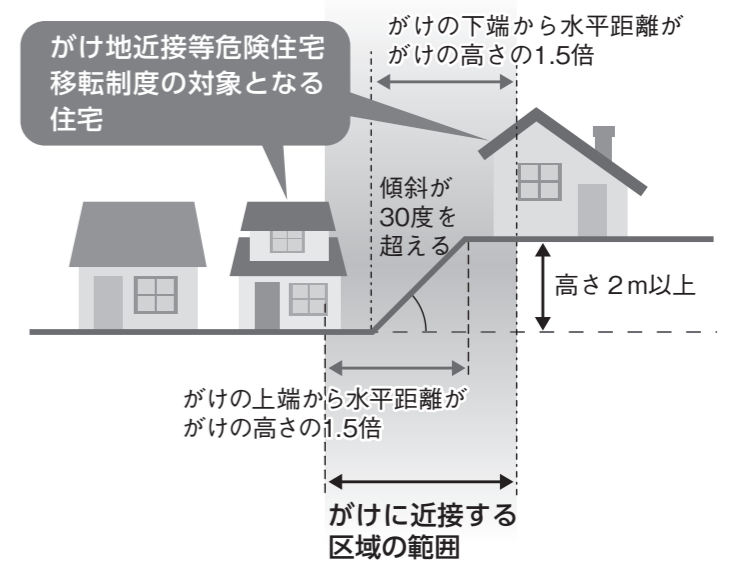 がけの下端から水平距離が
がけの高さの1.5倍
がけ地近接等危険住宅
移転制度の対象となる
住宅
傾斜が
30度を
超える
高さ２ｍ以上
がけの上端から水平距離が
がけの高さの1.5倍
がけに近接する
区域の範囲